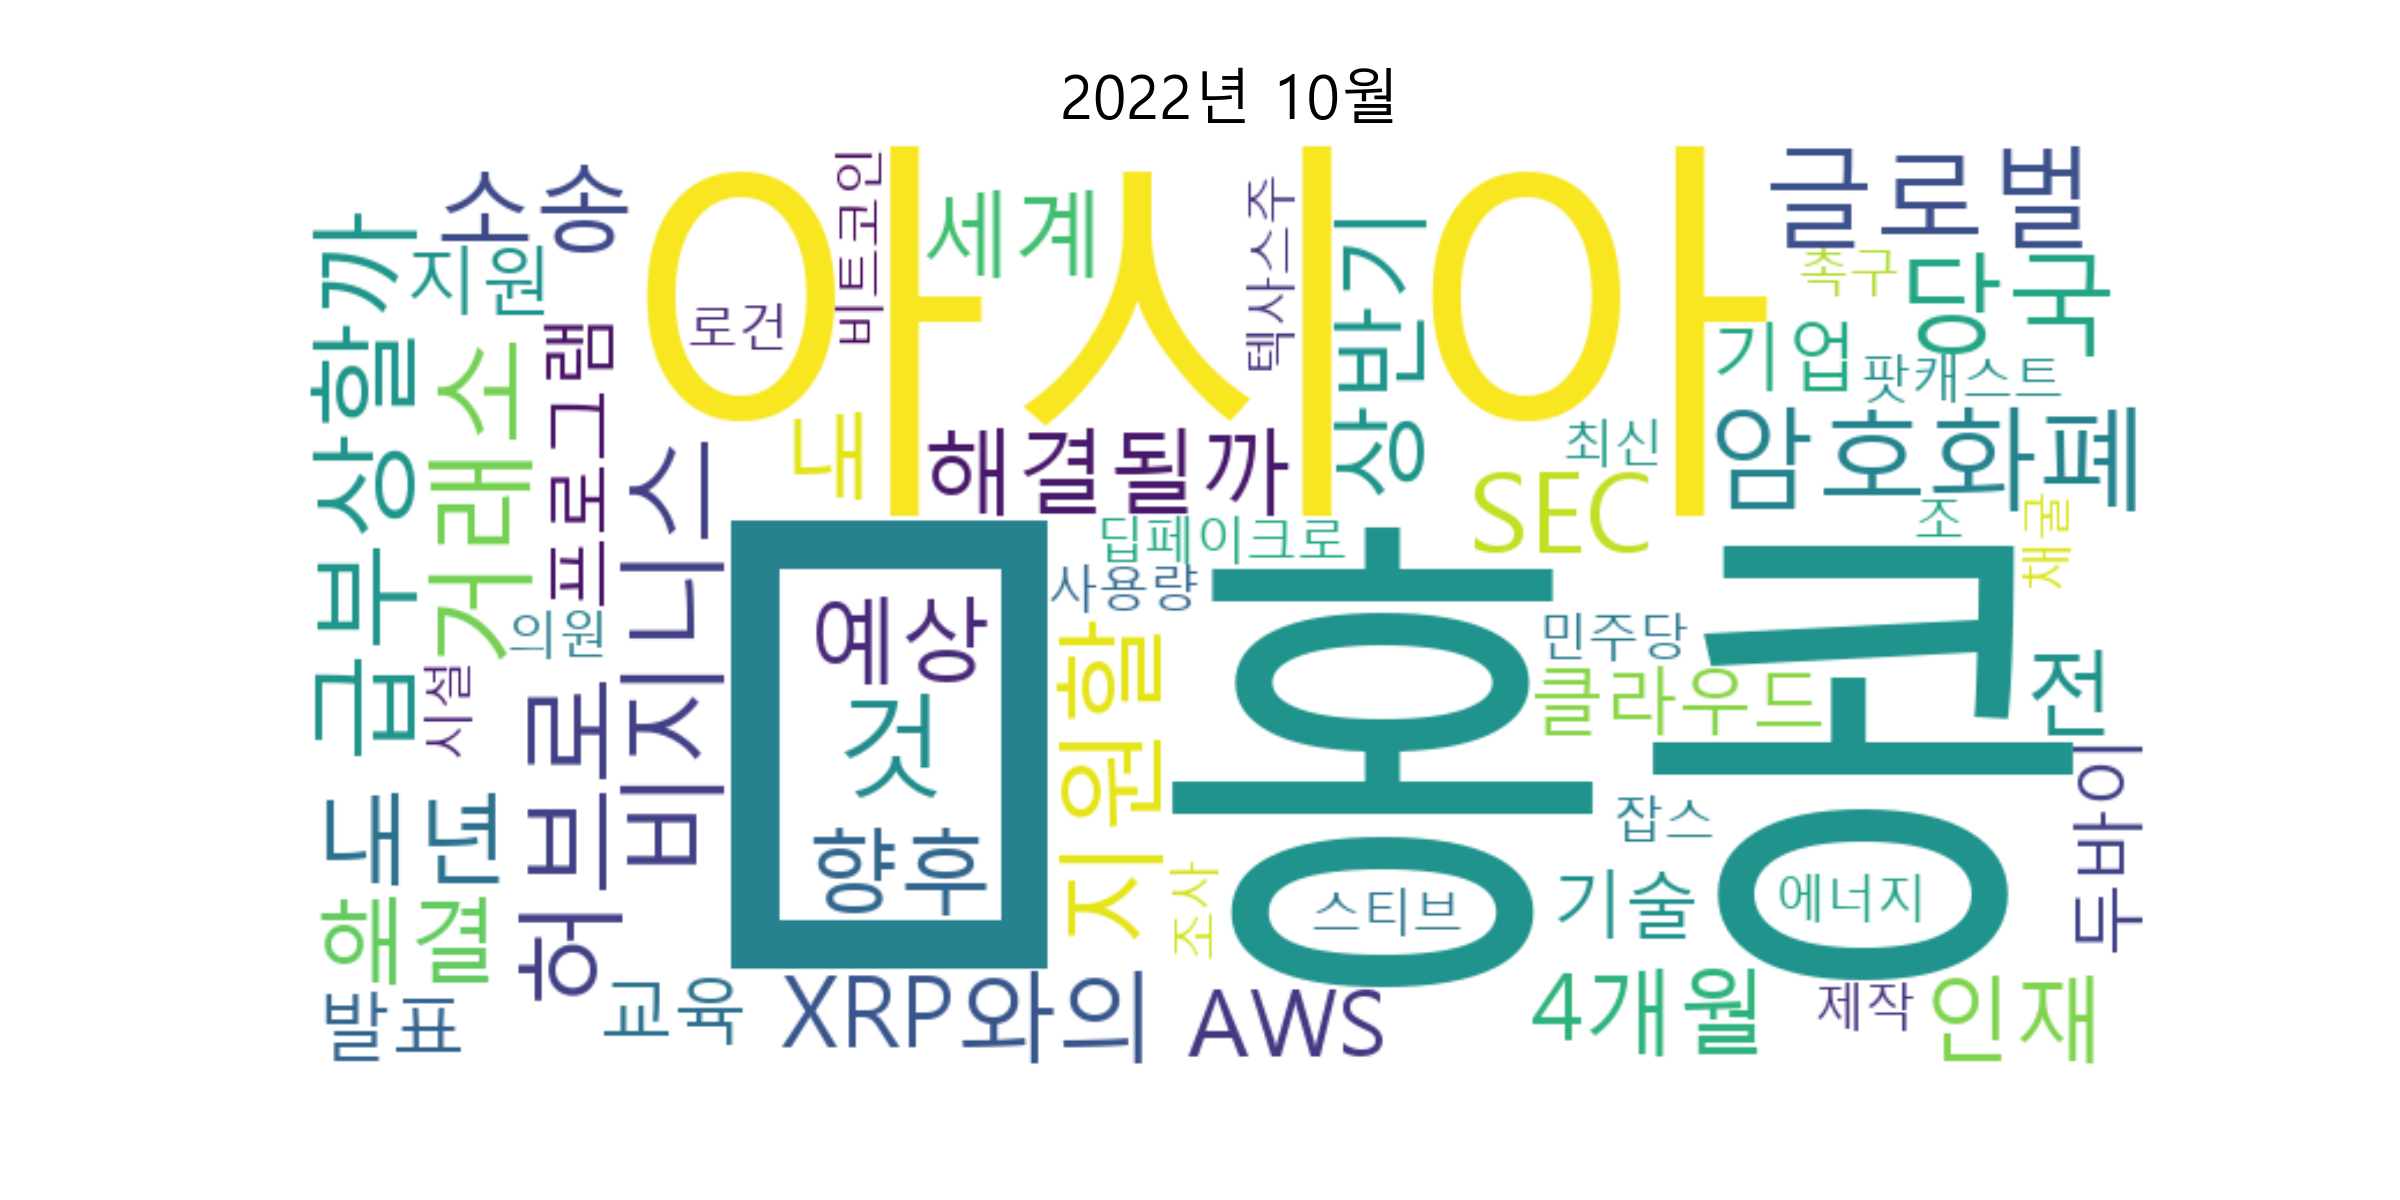 2022년 10월
아시아
소송
글로벌
세계
비트코인
텍사스주
상반기
급부상할까
지원
로건
촉구
당국
기업
팟캐스트
프로그램
거래소
내
해결될까
최신
암호화폐
SEC
조
채굴
딥페이크로
홍콩
사용량
비지니스
허브로
의원
시설
예상
것
향후
지원할
민주당
클라우드
전
두바이
잡스
내년
조사
스티브
기술
에너지
해결
발표
교육
XRP와의
AWS
4개월
제작
인재